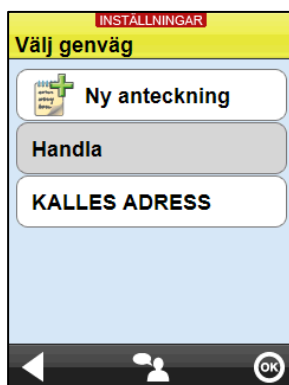 INSTÄLLNINGAR
Välj genväg
Ny anteckning
Handla
KALLES ADRESS
OK